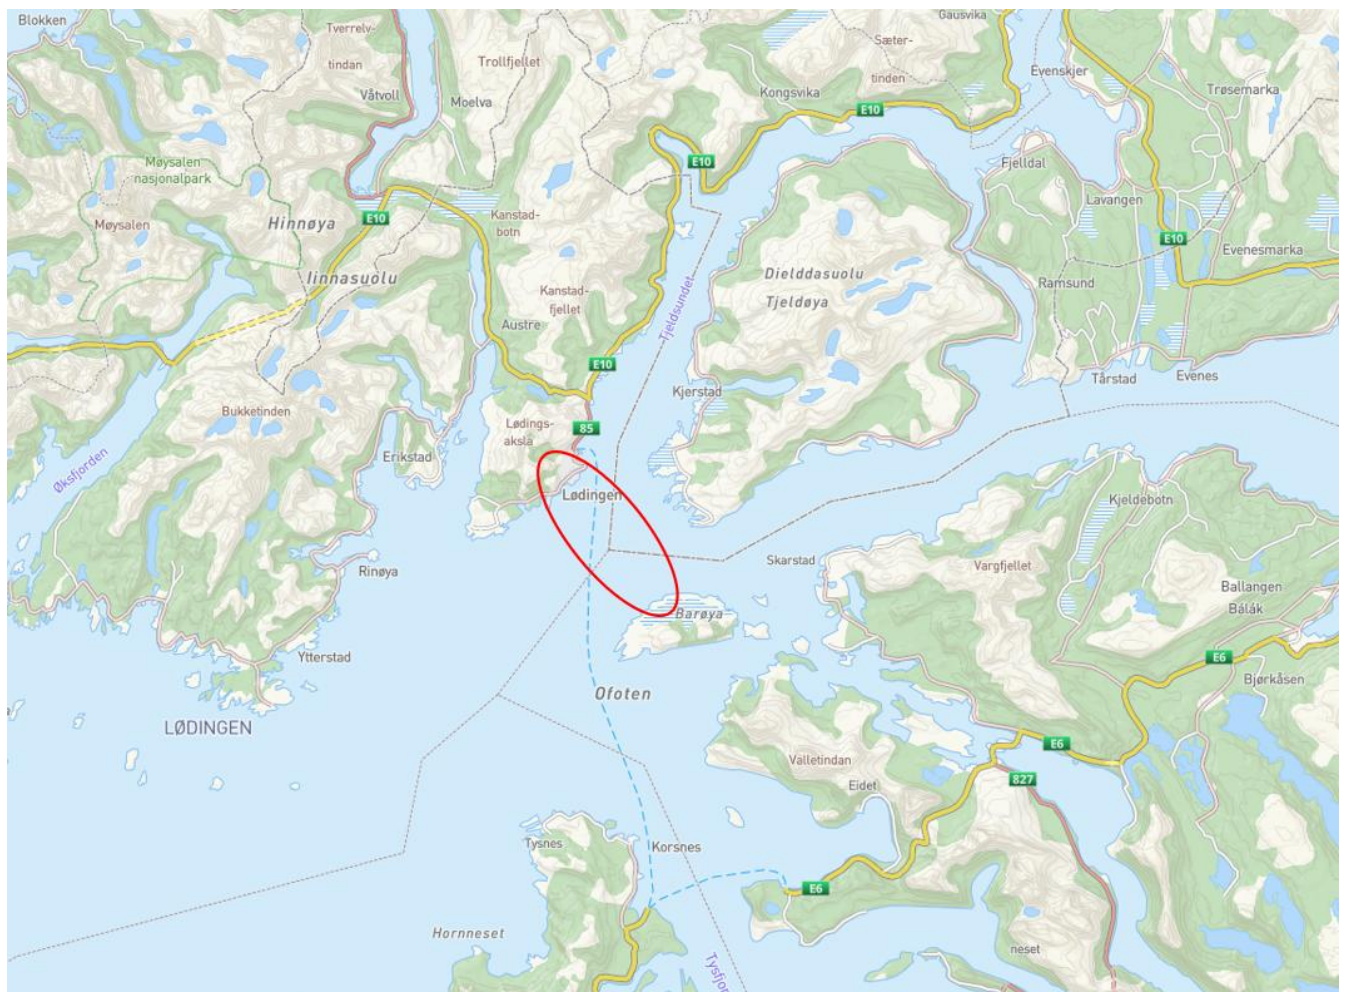 Blokken
Tverrelv-
tindan
Trollfjellet
Gausvika
Sæter-
tinden
Evenskjer
Trøsemarka
Våtvoll
Moelva
Kongsvika
E10
E10
Fjelldal
Møysalen
nasjonalpark
Lavangen
Møysalen
Hinnøya
E10
Kanstad-
botn
E10
Evenesmarka
Iinnasuolu
Dielddasuolu
Tjeldøya
Ramsund
Kanstad-
fjellet
Tjeldsundet
Austre
E10
Kjerstad
Tårstad
Evenes
Bukketinden
Lødings-
aksla
85
Erikstad
Øksfjorden
Lødingen
Kjeldebotn
Rinøya
Skarstad
Vargfjellet
Ballangen
Bálák
Barøya
Ytterstad
E6
Bjørkåsen
Ofoten
LØDINGEN
E6
Valletindan
827
Eidet
Tysnes
Korsnes
E6
Hornneset
neset
Tysfjor